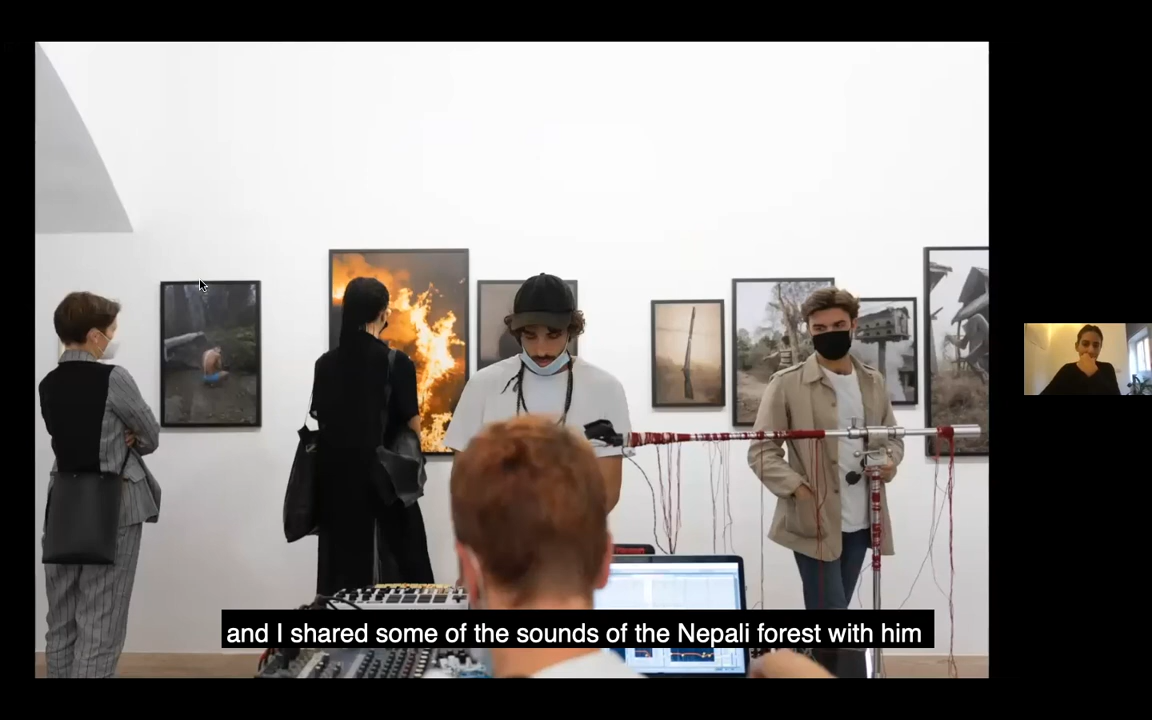 and I shared some of the sounds of the Nepali forest with him